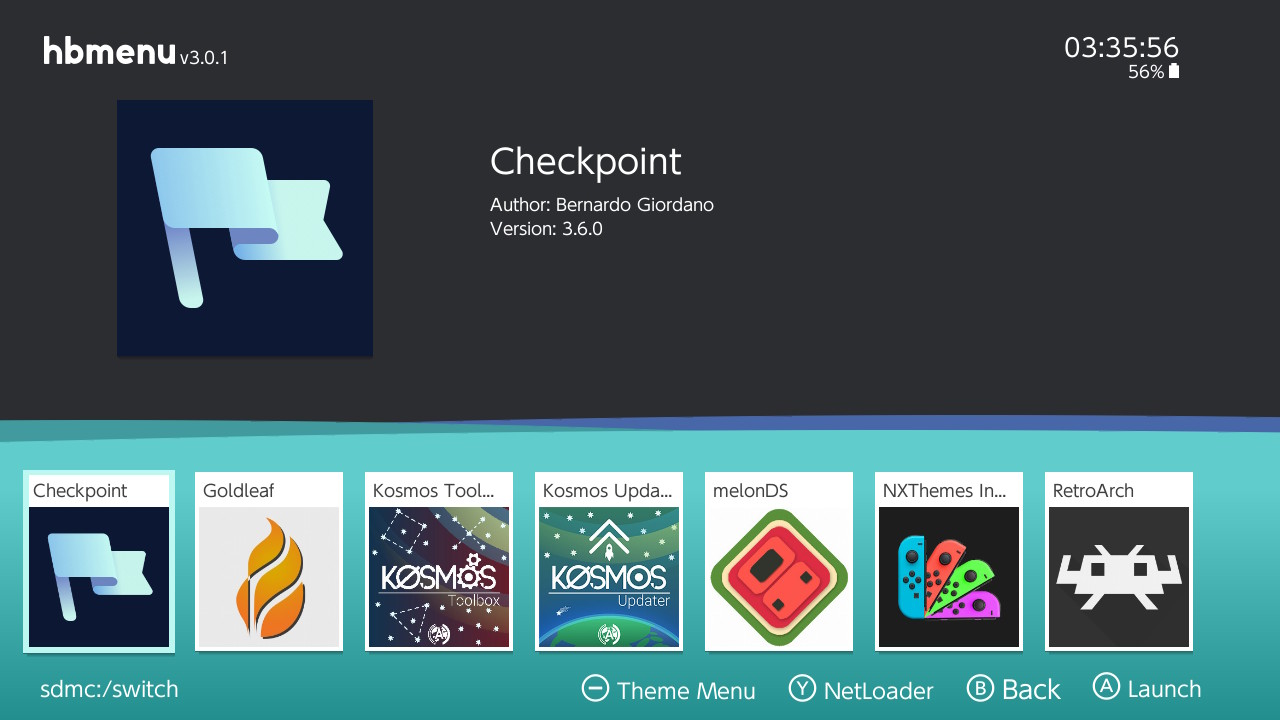 hbmenu v3.0.1
03:35:56
56%
Checkpoint
Author: Bernardo Giordano
Version: 3.6.0
Checkpoint
Goldleaf
Kosmos Tool...
Kosmos Upda...
melonDS
NXThemes In...
RetroArch
KOSMOS
Toolbox
KOSMOS
Updater
sdmc:/switch
Theme Menu
Y NetLoader
B Back
A Launch